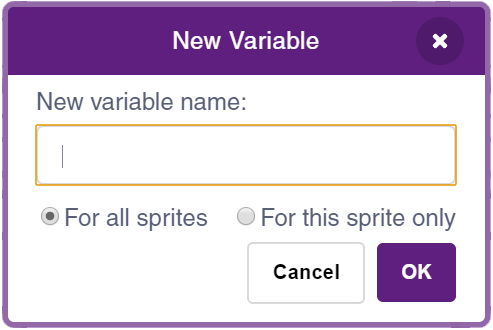 New Variable
New variable name:
For all sprites For this sprite only
Cancel OK